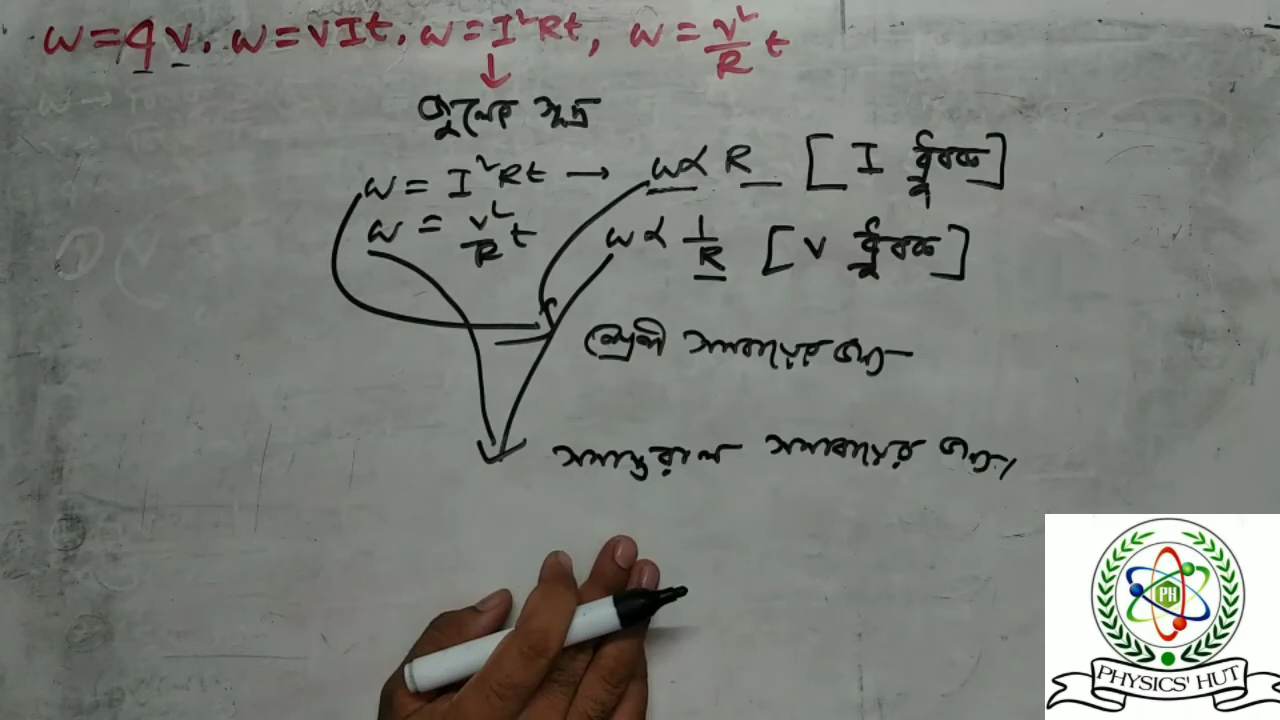 W = qV. W = VIt. W = I²Rt, W = V²/R t
↓
জুলের সূত্র
W = I²Rt → W ∝ R [I ধ্রুবক]
W = V²/R t W ∝ 1/R [V ধ্রুবক]
শ্রেণী সমবায়ের জন্য
সমান্তরাল সমবায়ের জন্য,
PH
PHYSICS' HUT